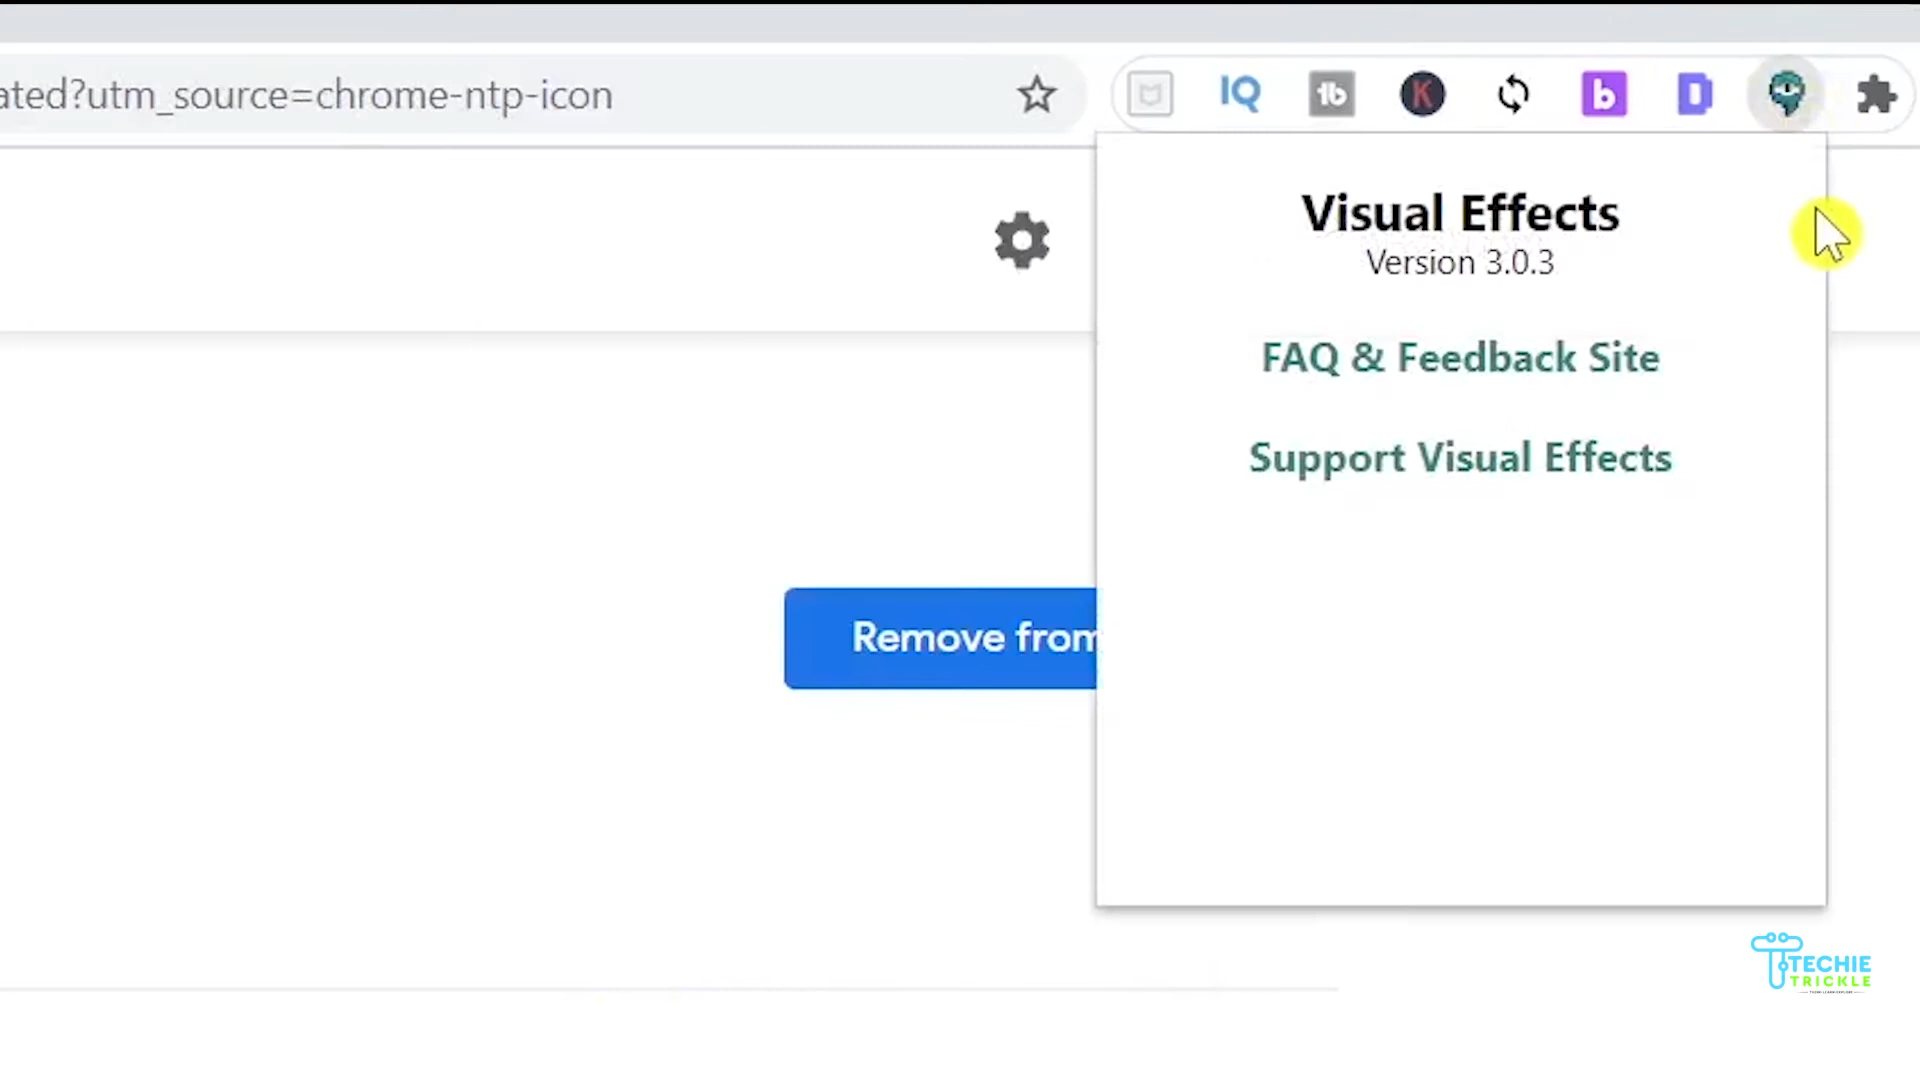 ated?utm_source=chrome-ntp-icon
IQ
tb
K
b
D
Visual Effects
Version 3.0.3
FAQ & Feedback Site
Support Visual Effects
Remove from
TECHIE
TRICKLE